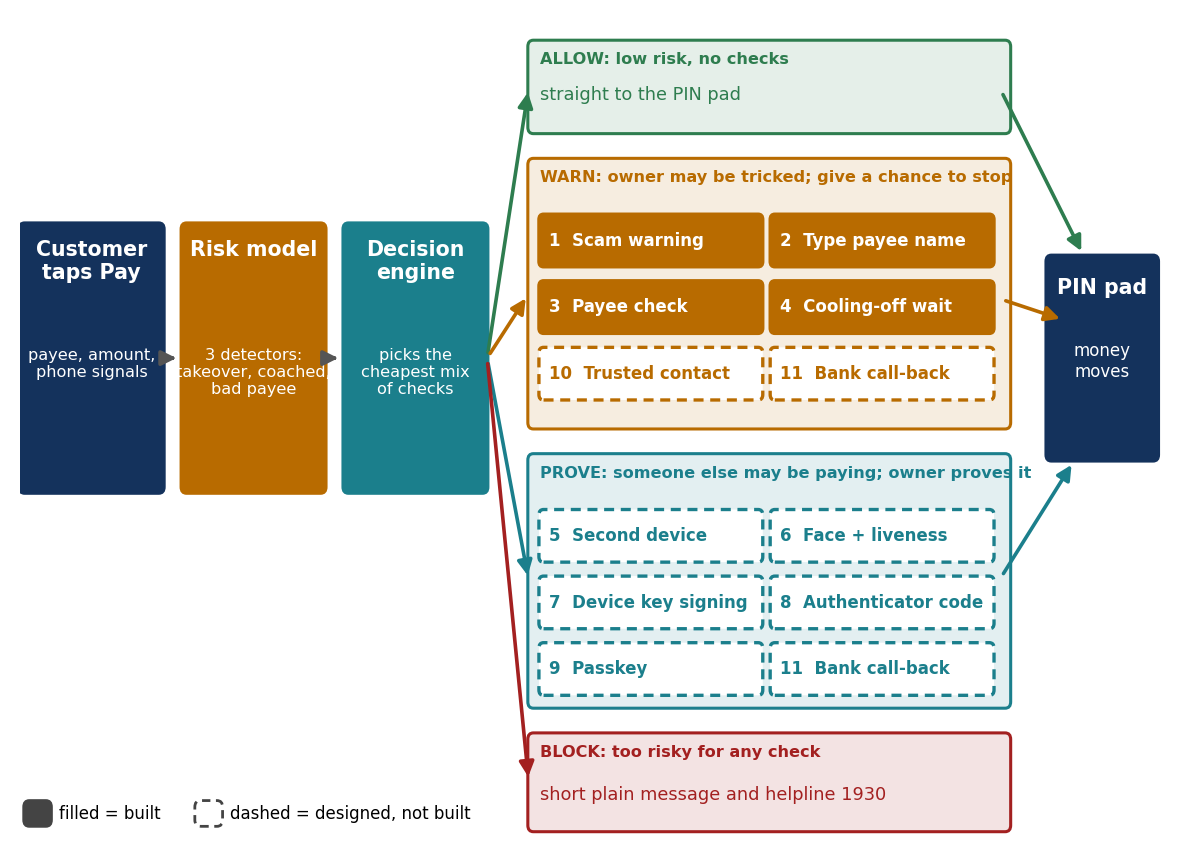 Customer
taps Pay
payee, amount,
phone signals
Risk model
3 detectors:
takeover, coached,
bad payee
Decision
engine
picks the
cheapest mix
of checks
ALLOW: low risk, no checks
straight to the PIN pad
WARN: owner may be tricked; give a chance to stop
1 Scam warning
2 Type payee name
3 Payee check
4 Cooling-off wait
10 Trusted contact
11 Bank call-back
PROVE: someone else may be paying; owner proves it
5 Second device
6 Face + liveness
7 Device key signing
8 Authenticator code
9 Passkey
11 Bank call-back
BLOCK: too risky for any check
short plain message and helpline 1930
PIN pad
money
moves
filled = built
dashed = designed, not built